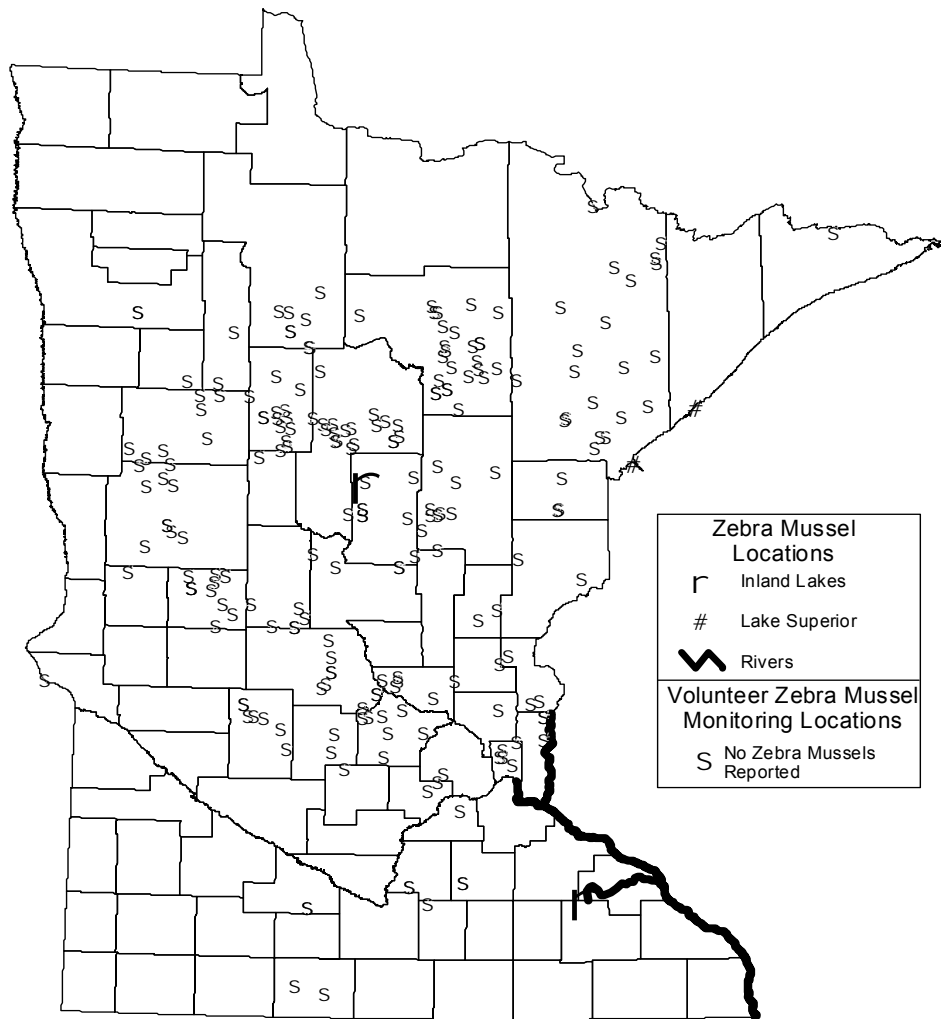 Zebra Mussel
Locations
r Inland Lakes
# Lake Superior
Rivers
Volunteer Zebra Mussel
Monitoring Locations
S No Zebra Mussels
Reported